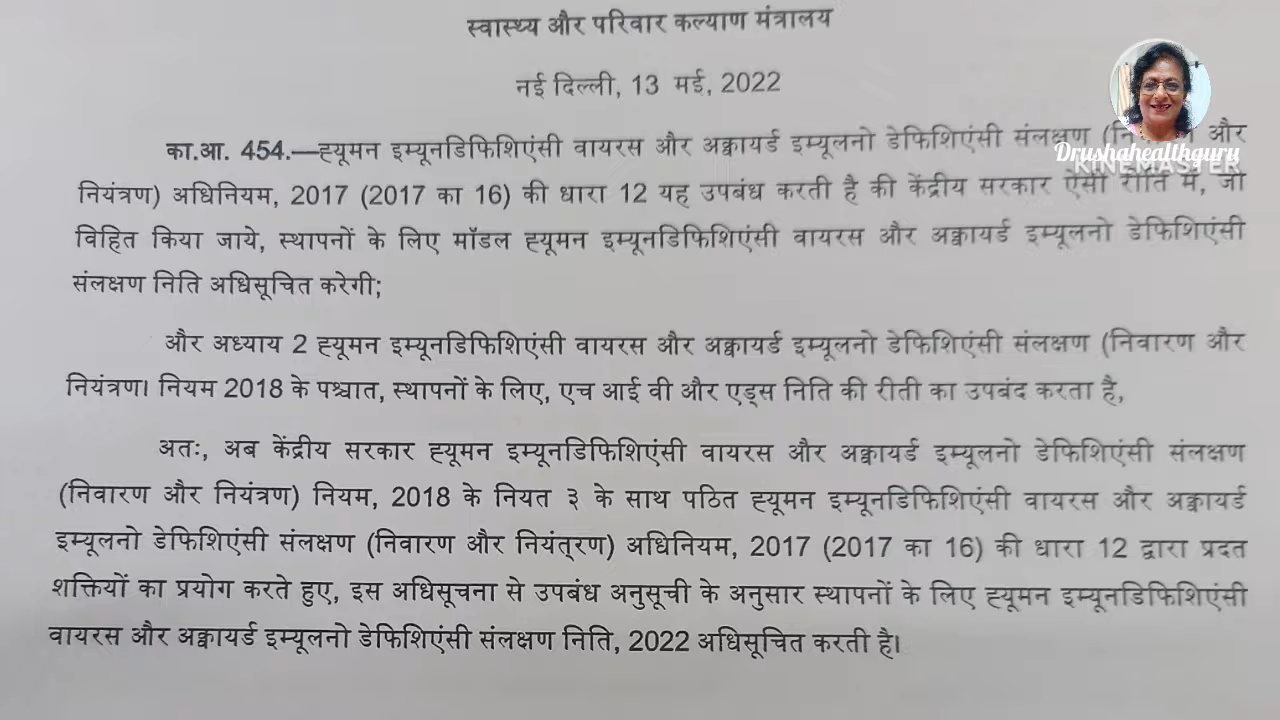 स्वास्थ्य और परिवार कल्याण मंत्रालय
नई दिल्ली, 13 मई, 2022
का.आ. 454.—ह्यूमन इम्यूनडिफिशिएंसी वायरस और अक्वायर्ड इम्यूलनो डेफिशिएंसी संलक्षण और
Drushahealthguru
KINEMASTER
नियंत्रण) अधिनियम, 2017 (2017 का 16) की धारा 12 यह उपबंध करती है की केंद्रीय सरकार ऐसी रीति में, जो
विहित किया जाये, स्थापनों के लिए मॉडल ह्यूमन इम्यूनडिफिशिएंसी वायरस और अक्वायर्ड इम्यूलनो डेफिशिएंसी
संलक्षण निति अधिसूचित करेगी;
और अध्याय 2 ह्यूमन इम्यूनडिफिशिएंसी वायरस और अक्वायर्ड इम्यूलनो डेफिशिएंसी संलक्षण (निवारण और
नियंत्रण। नियम 2018 के पश्चात, स्थापनों के लिए, एच आई वी और एड्स निति की रीती का उपबंद करता है,
अतः, अब केंद्रीय सरकार ह्यूमन इम्यूनडिफिशिएंसी वायरस और अक्वायर्ड इम्यूलनो डेफिशिएंसी संलक्षण
(निवारण और नियंत्रण) नियम, 2018 के नियत ३ के साथ पठित ह्यूमन इम्यूनडिफिशिएंसी वायरस और अक्वायर्ड
इम्यूलनो डेफिशिएंसी संलक्षण (निवारण और नियंत्रण) अधिनियम, 2017 (2017 का 16) की धारा 12 द्वारा प्रदत
शक्तियों का प्रयोग करते हुए, इस अधिसूचना से उपबंध अनुसूची के अनुसार स्थापनों के लिए ह्यूमन इम्यूनडिफिशिएंसी
वायरस और अक्वायर्ड इम्यूलनो डेफिशिएंसी संलक्षण निति, 2022 अधिसूचित करती है।